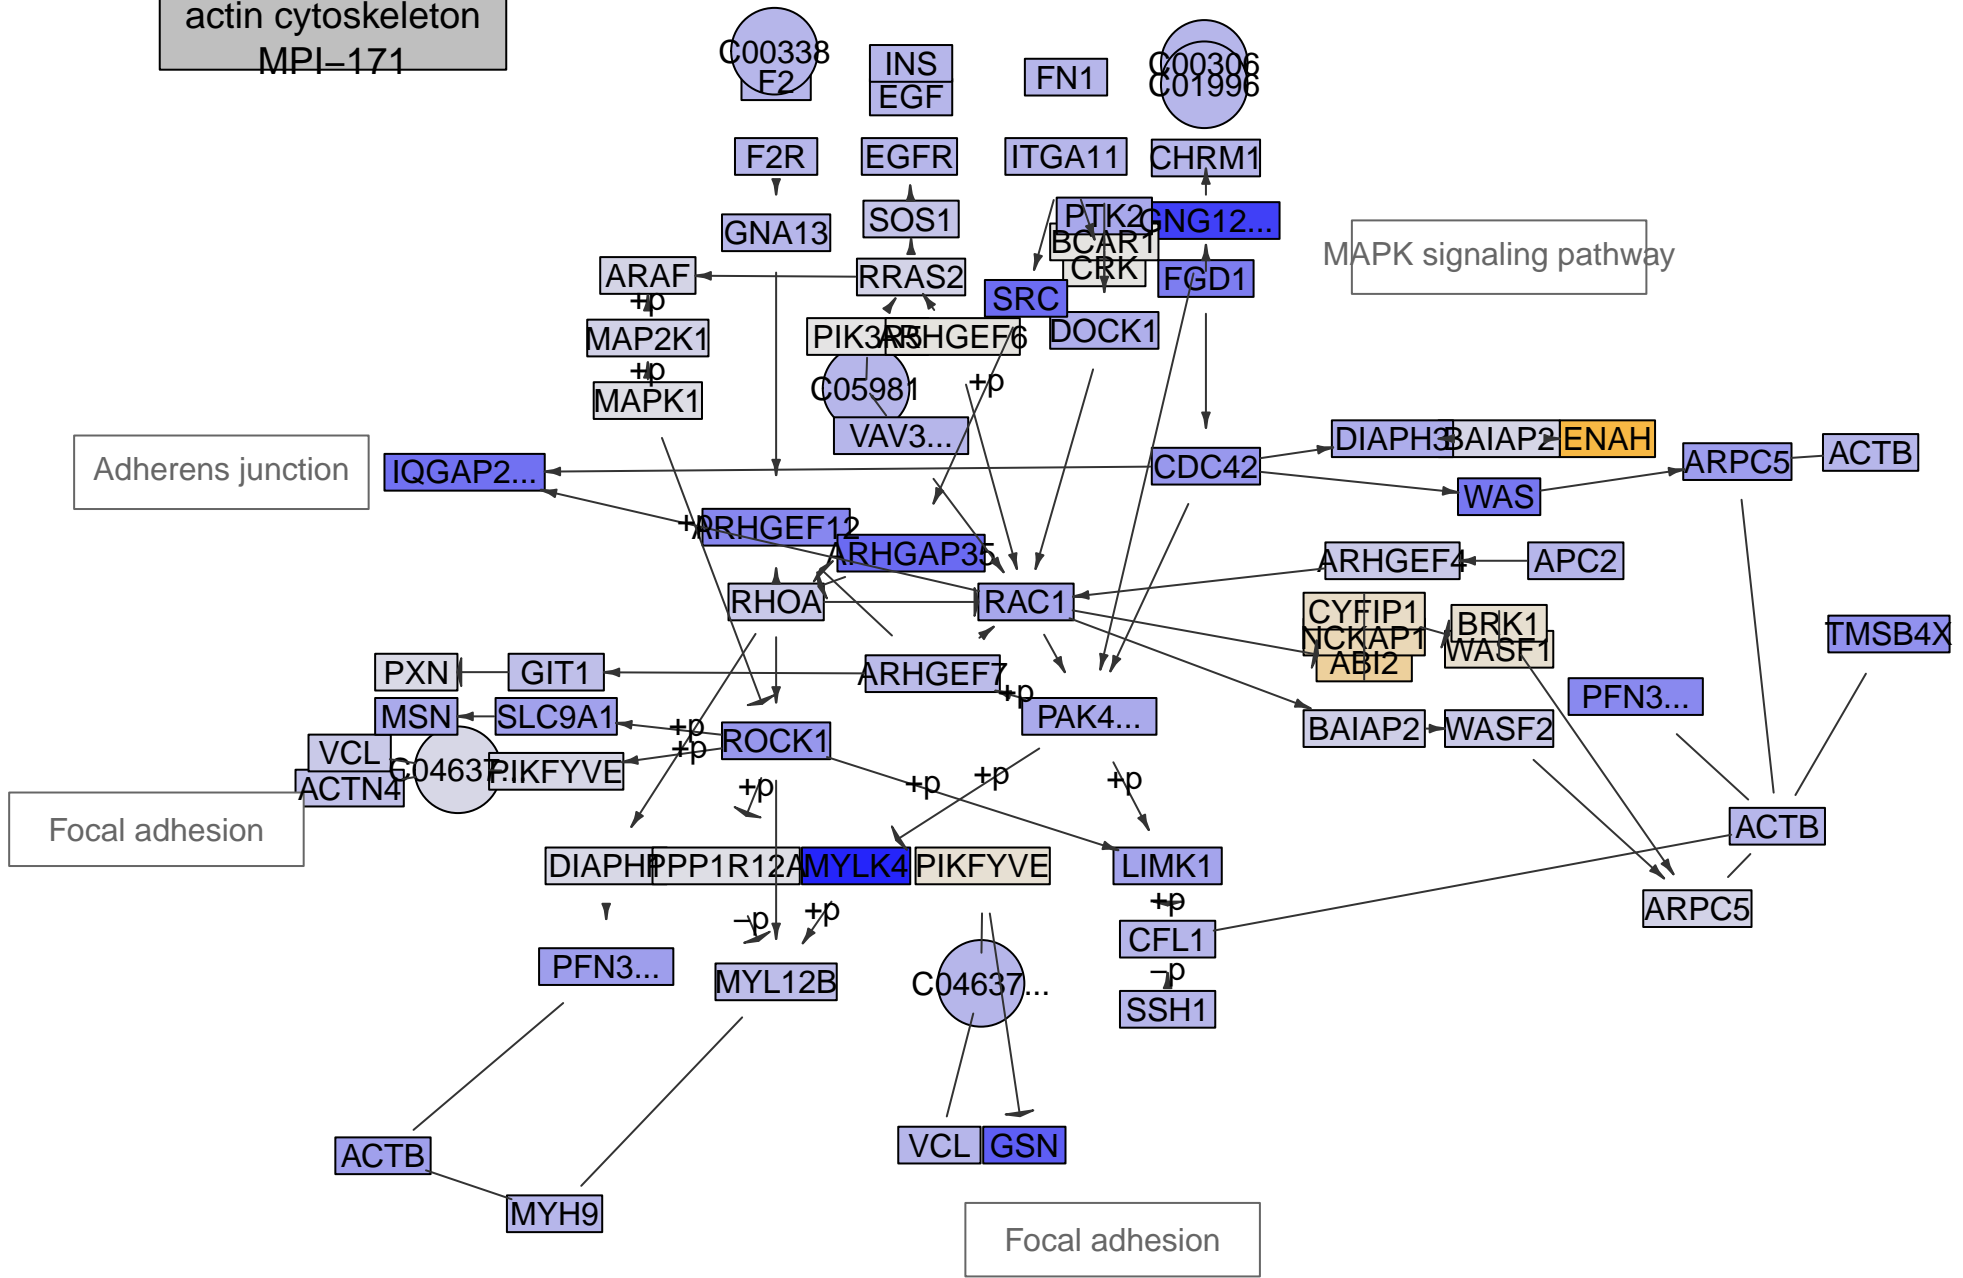 actin cytoskeleton
MPI−171
C00338
F2
INS
EGF
FN1
C00306
C01996
F2R
EGFR
ITGA11
CHRM1
GNA13
SOS1
PTK2
GNG12...
BCAR1
CRK
FGD1
MAPK signaling pathway
ARAF
RRAS2
SRC
+p
MAP2K1
PIK3R5
ARHGEF6
DOCK1
+p
MAPK1
C05981
+p
VAV3...
DIAPH3
BAIAP2
ENAH
ARPC5
ACTB
Adherens junction
IQGAP2...
CDC42
WAS
+p
ARHGEF12
ARHGAP35
ARHGEF4
APC2
RHOA
RAC1
CYFIP1
NCKAP1
ABI2
BRK1
WASF1
TMSB4X
PXN
GIT1
ARHGEF7
+p
PFN3...
MSN
SLC9A1
+p
PAK4...
BAIAP2
WASF2
VCL
ROCK1
+p
C04637...
PIKFYVE
ACTN4
+p
+p
+p
+p
Focal adhesion
ACTB
PPP1R12A
MYLK4
PIKFYVE
LIMK1
ARPC5
−p
+p
+p
CFL1
PFN3...
MYL12B
C04637...
−p
SSH1
ACTB
VCL
GSN
MYH9
Focal adhesion